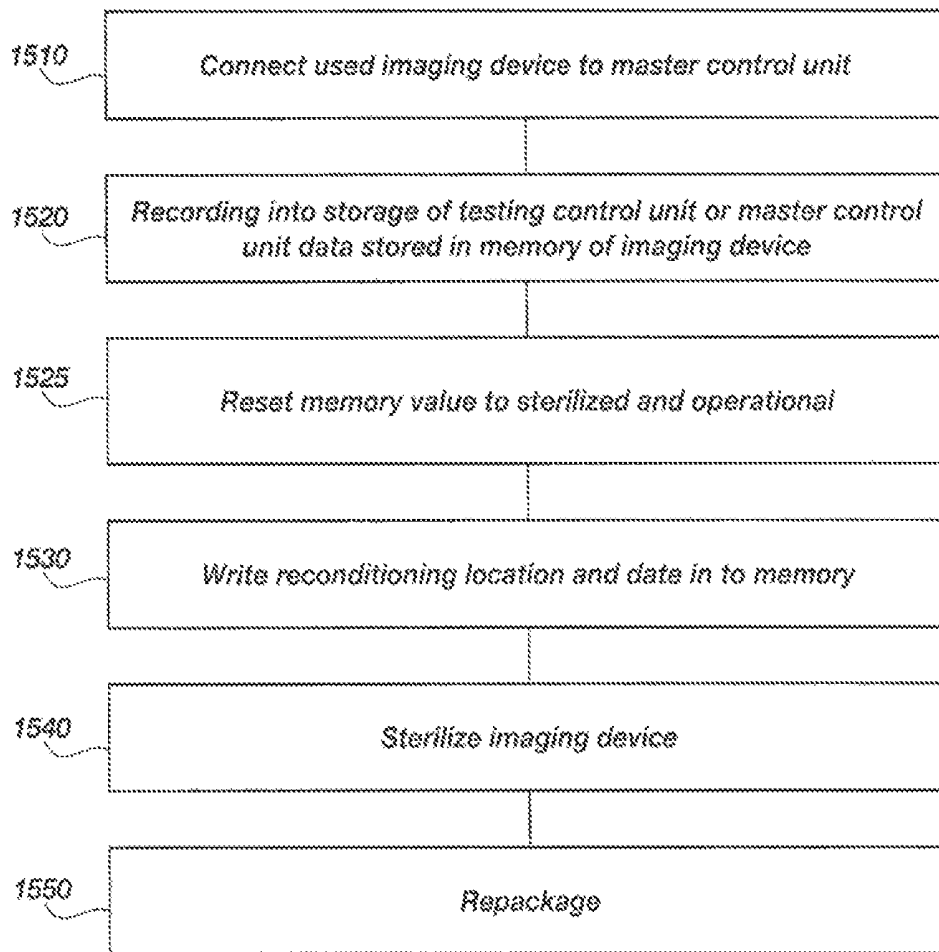 1510
Connect used imaging device to master control unit
1520
Recording into storage of testing control unit or master control
unit data stored in memory of imaging device
1525
Reset memory value to sterilized and operational
1530
Write reconditioning location and date in to memory
1540
Sterilize imaging device
1550
Repackage